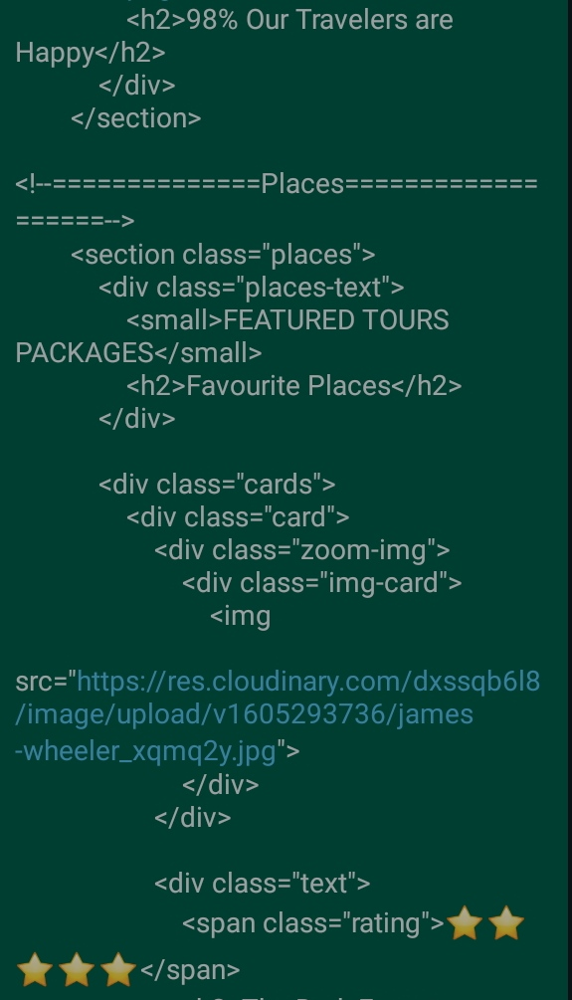 <h2>98% Our Travelers are
Happy</h2>
</div>
</section>
<!--==============Places=============
======-->
<section class="places">
<div class="places-text">
<small>FEATURED TOURS
PACKAGES</small>
<h2>Favourite Places</h2>
</div>
<div class="cards">
<div class="card">
<div class="zoom-img">
<div class="img-card">
<img
src="https://res.cloudinary.com/dxssqb6l8
/image/upload/v1605293736/james
-wheeler_xqmq2y.jpg">
</div>
</div>
<div class="text">
<span class="rating">⭐⭐
⭐⭐⭐</span>